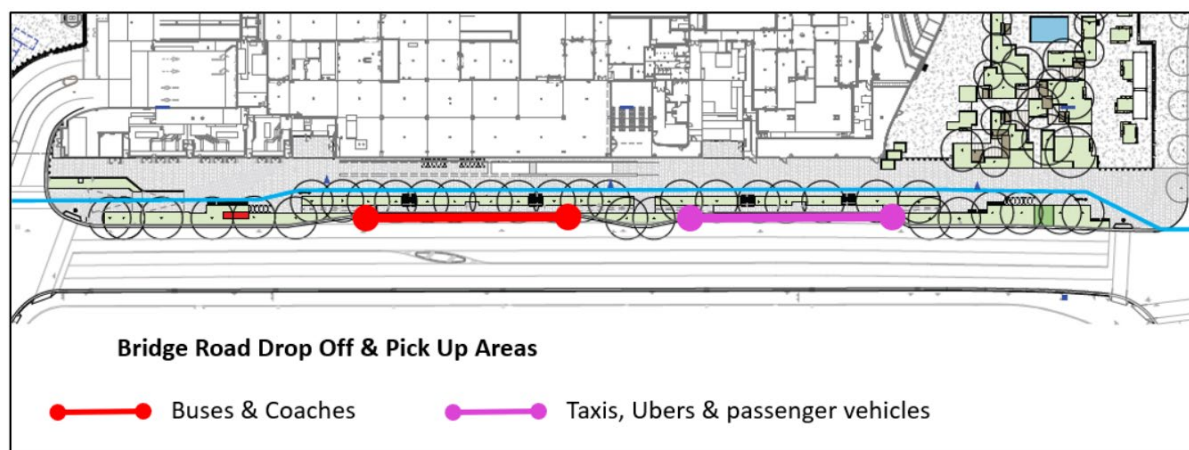 Bridge Road Drop Off & Pick Up Areas
Buses & Coaches
Taxis, Ubers & passenger vehicles